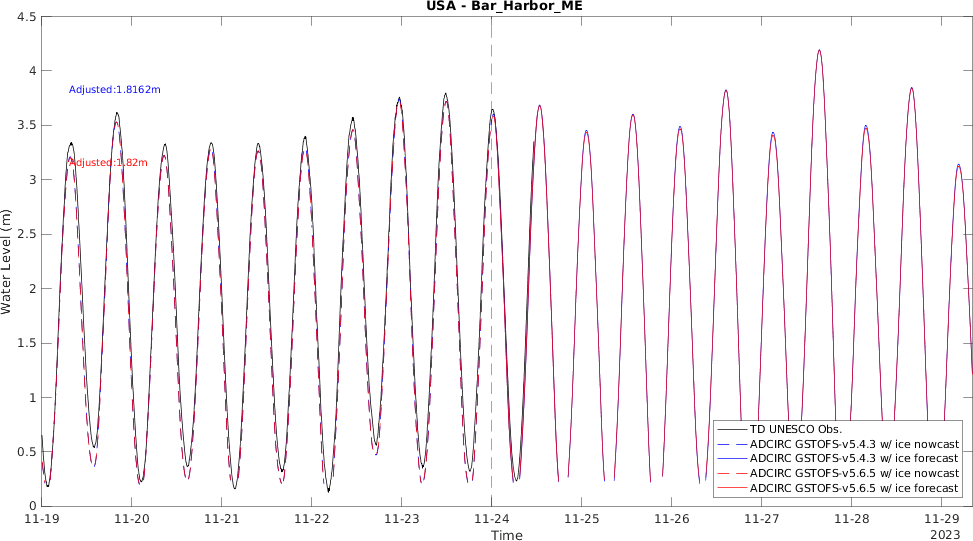 USA - Bar_Harbor_ME
4.5
4
3.5
3
2.5
2
1.5
1
0.5
0
Water Level (m)
Adjusted:1.8162m
Adjusted:1.82m
TD UNESCO Obs.
ADCIRC GSTOFS-v5.4.3 w/ ice nowcast
ADCIRC GSTOFS-v5.4.3 w/ ice forecast
ADCIRC GSTOFS-v5.6.5 w/ ice nowcast
ADCIRC GSTOFS-v5.6.5 w/ ice forecast
11-19 11-20 11-21 11-22 11-23 11-24 11-25 11-26 11-27 11-28 11-29
Time
2023